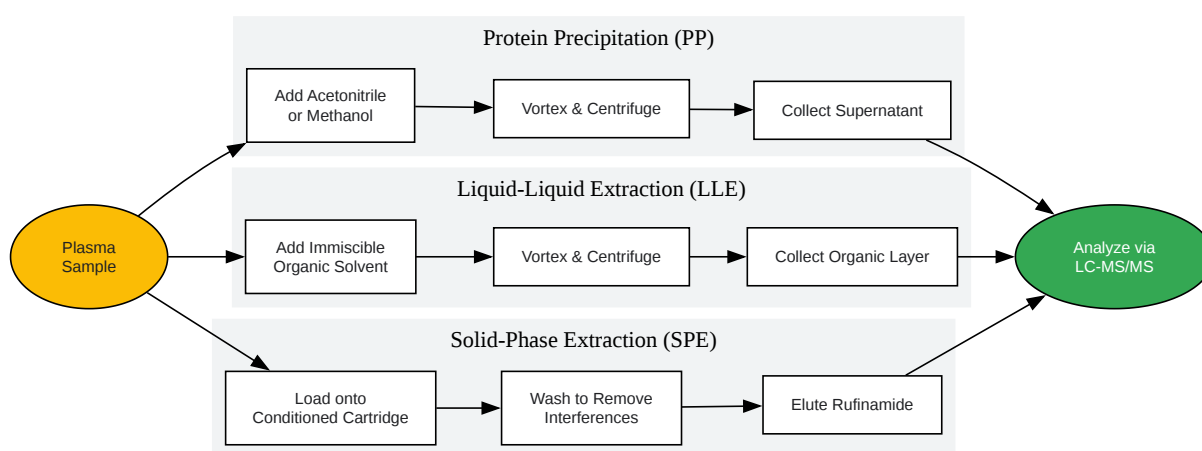 Protein Precipitation (PP)
Add Acetonitrile
or Methanol
Vortex & Centrifuge
Collect Supernatant
Liquid-Liquid Extraction (LLE)
Plasma
Sample
Add Immiscible
Organic Solvent
Vortex & Centrifuge
Collect Organic Layer
Analyze via
LC-MS/MS
Solid-Phase Extraction (SPE)
Load onto
Conditioned Cartridge
Wash to Remove
Interferences
Elute Rufinamide